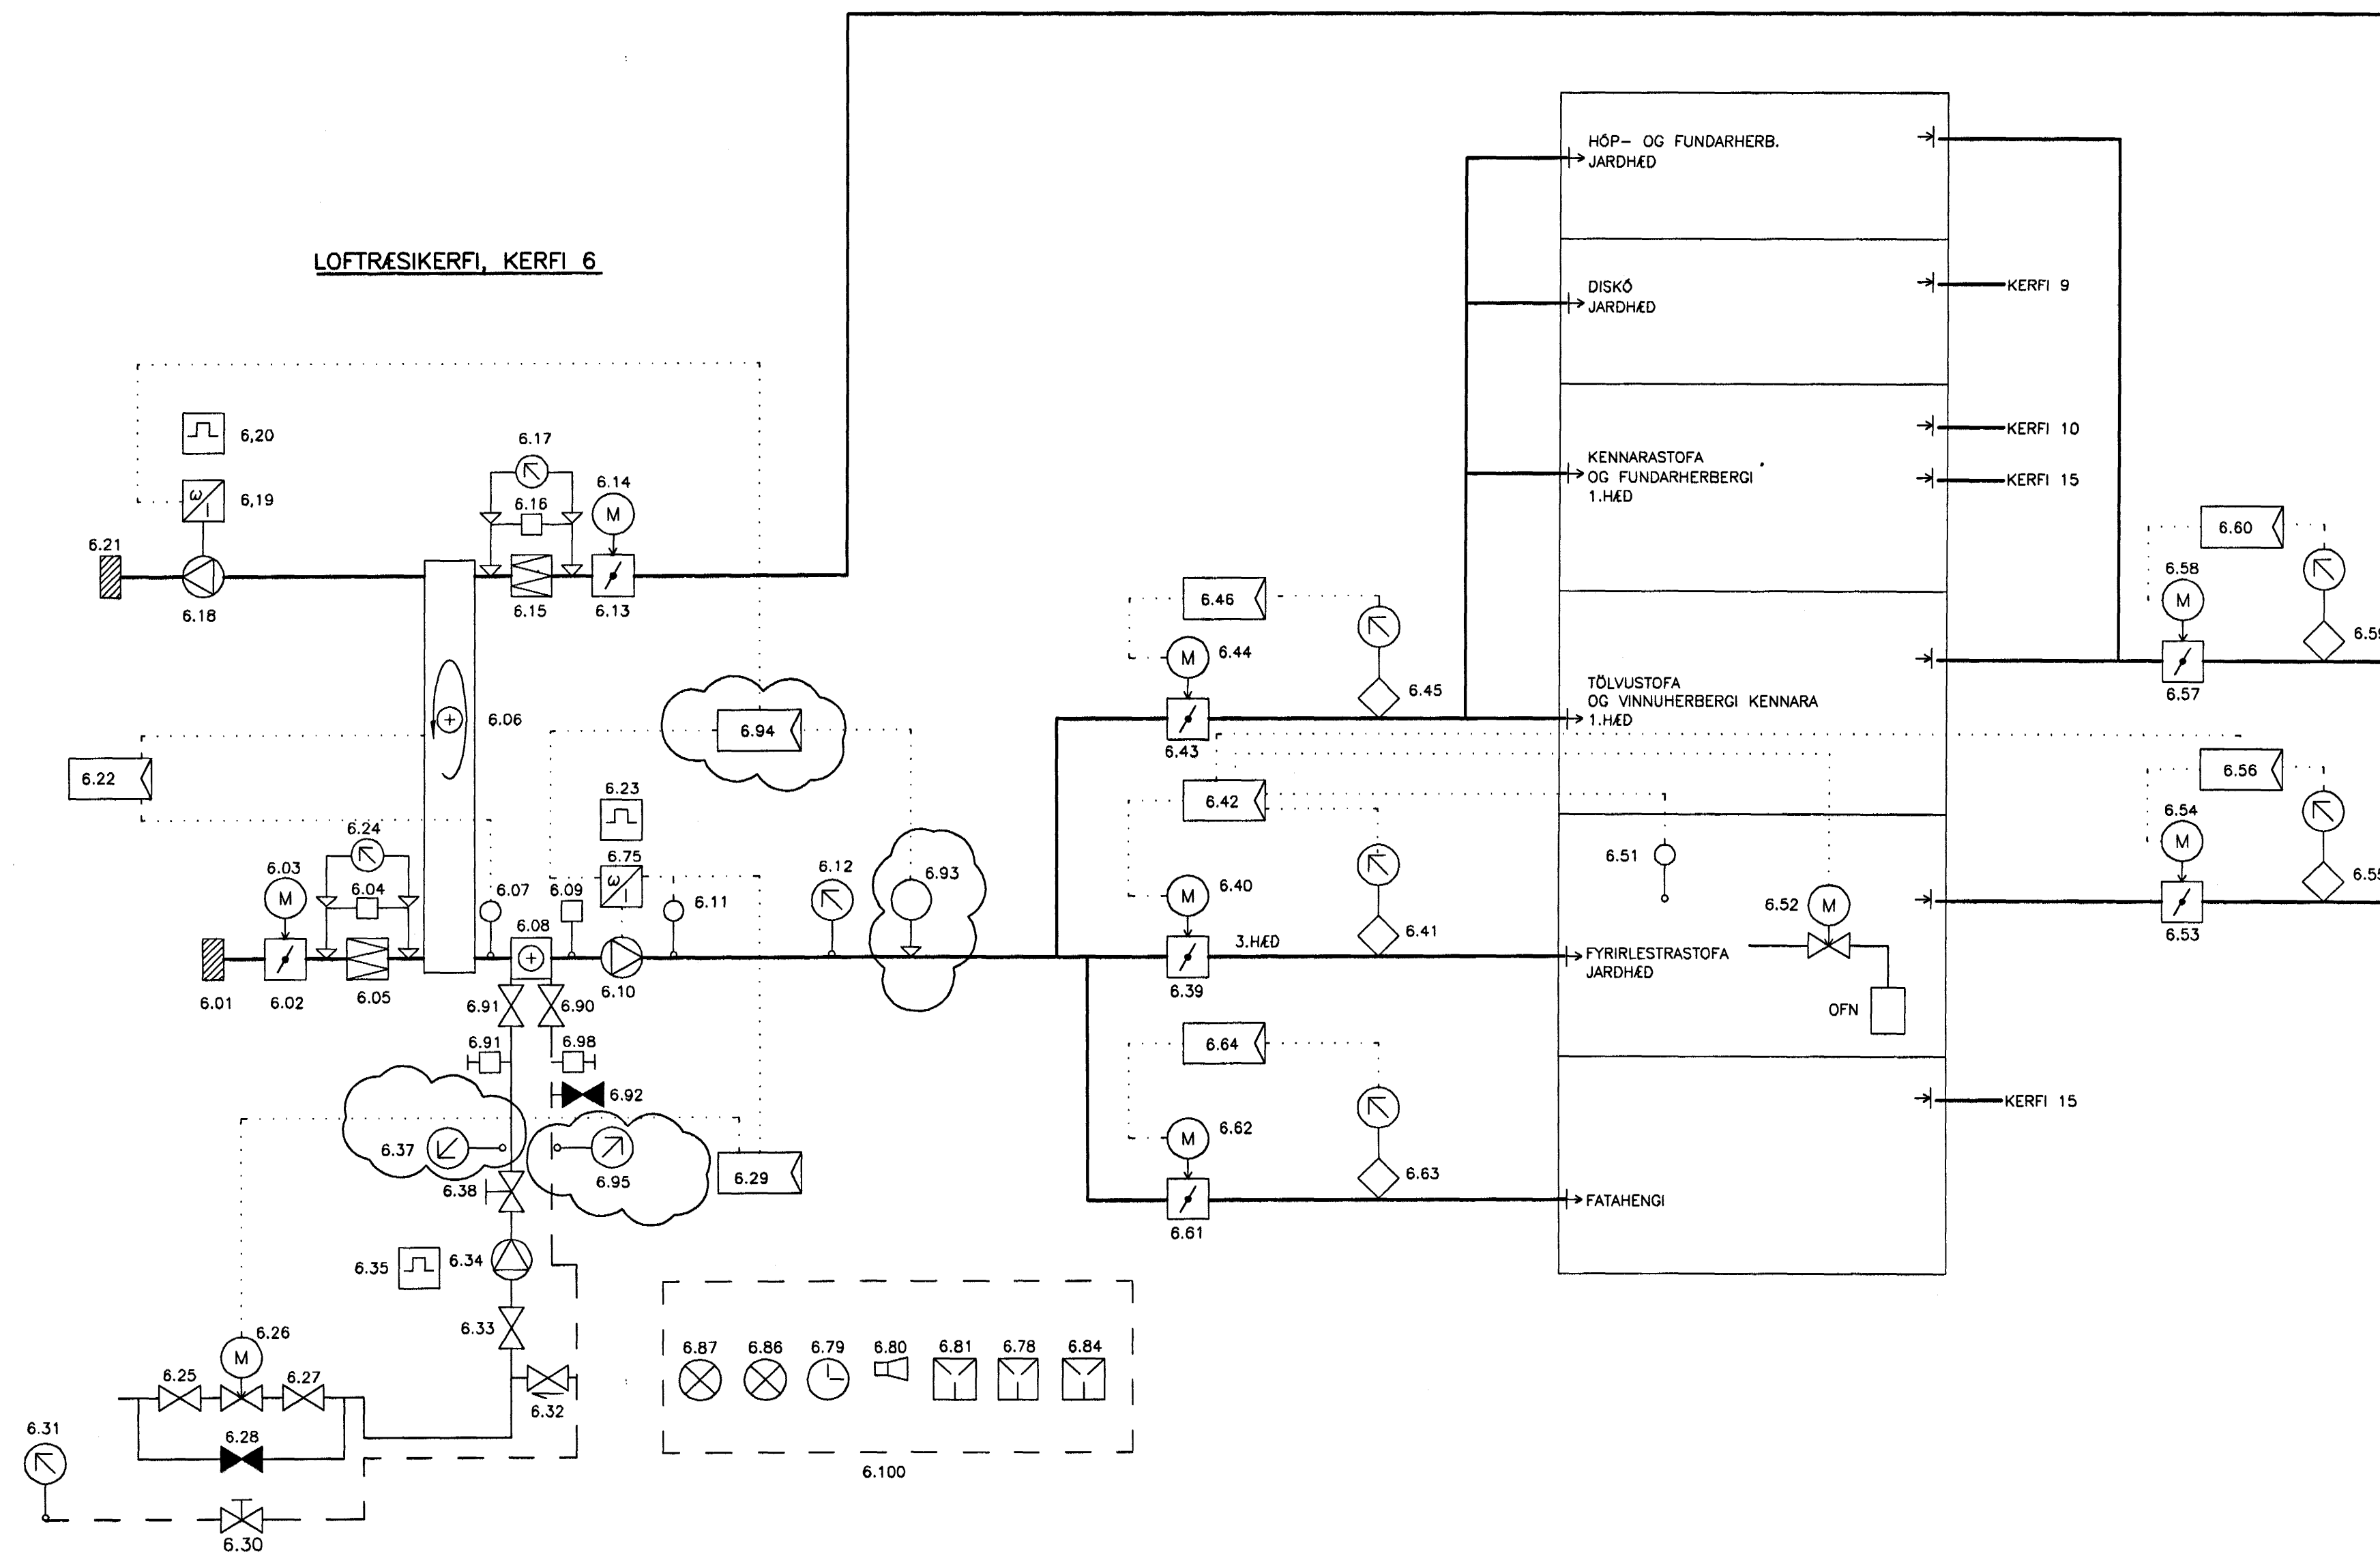 LOFTRÆSIKERFI, KERFI 6
HÓP- OG FUNDARHERB.
JARÐHÆÐ
DISKÓ
JARÐHÆÐ
KERFI 9
KENNARASTOFA
OG FUNDARHERBERGI
1.HÆÐ
KERFI 10
KERFI 15
TÖLVUSTOFA
OG VINNUHERBERGI KENNARA
1.HÆÐ
FYRIRLESTRASTOFA
JARÐHÆÐ
OFN
3.HÆÐ
FATAHENGI
KERFI 15
6,20
6,19
ω
I
6.21
6.18
6.17
6.16
6.14
M
6.15
6.13
6.06
6.22
6.94
6.23
6.75
ω
I
6.24
6.03
M
6.04
6.07
6.09
6.08
6.11
6.12
6.93
6.01
6.02
6.05
6.10
6.91
6.90
6.91
6.98
6.92
6.37
6.95
6.29
6.38
6.35
6.34
6.33
6.26
M
6.25
6.27
6.32
6.28
6.31
6.30
6.87
6.86
6.79
6.80
6.81
6.78
6.84
6.100
6.46
M
6.44
6.45
6.43
6.42
M
6.40
6.41
6.39
6.64
M
6.62
6.63
6.61
6.51
6.52
M
6.60
6.58
M
6.59
6.57
6.56
6.54
M
6.55
6.53